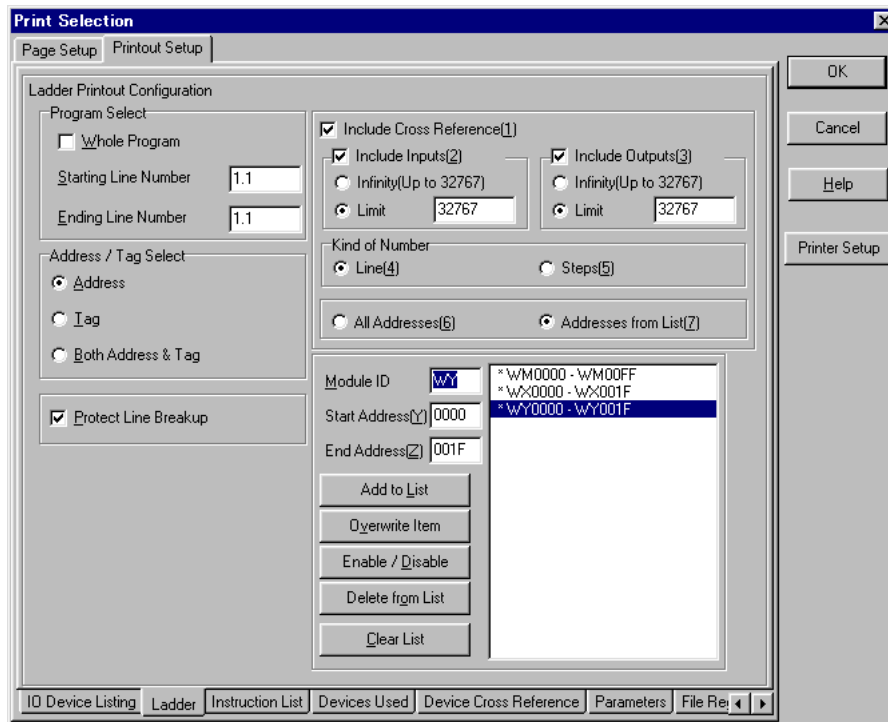 Print Selection
Page Setup
Printout Setup
OK
Cancel
Help
Printer Setup
Ladder Printout Configuration
Program Select
Whole Program
Starting Line Number
1.1
Ending Line Number
1.1
Address / Tag Select
Address
Tag
Both Address & Tag
Protect Line Breakup
Include Cross Reference(1)
Include Inputs(2)
Infinity(Up to 32767)
Limit
32767
Include Outputs(3)
Infinity(Up to 32767)
Limit
32767
Kind of Number
Line(4)
Steps(5)
All Addresses(6)
Addresses from List(7)
Module ID
WY
Start Address(Y)
0000
End Address(Z)
001F
Add to List
Overwrite Item
Enable / Disable
Delete from List
Clear List
* WM0000 - WM00FF
* WX0000 - WX001F
* WY0000 - WY001F
IO Device Listing
Ladder
Instruction List
Devices Used
Device Cross Reference
Parameters
File Re